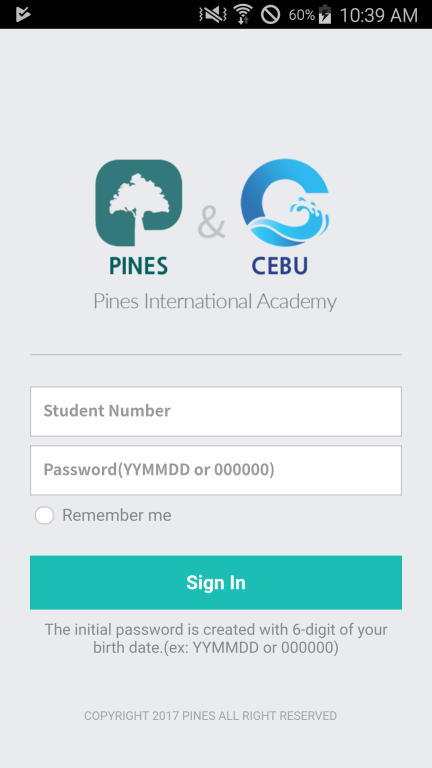 60% 10:39 AM
PINES & CEBU
Pines International Academy
Student Number
Password(YYMMDD or 000000)
Remember me
Sign In
The initial password is created with 6-digit of your
birth date.(ex: YYMMDD or 000000)
COPYRIGHT 2017 PINES ALL RIGHT RESERVED